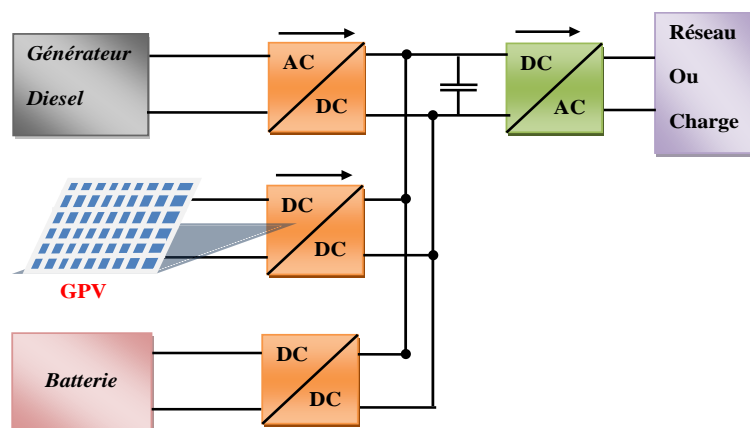 Générateur
Diesel
AC
DC
DC
AC
Réseau
Ou
Charge
DC
DC
GPV
Batterie
DC
DC